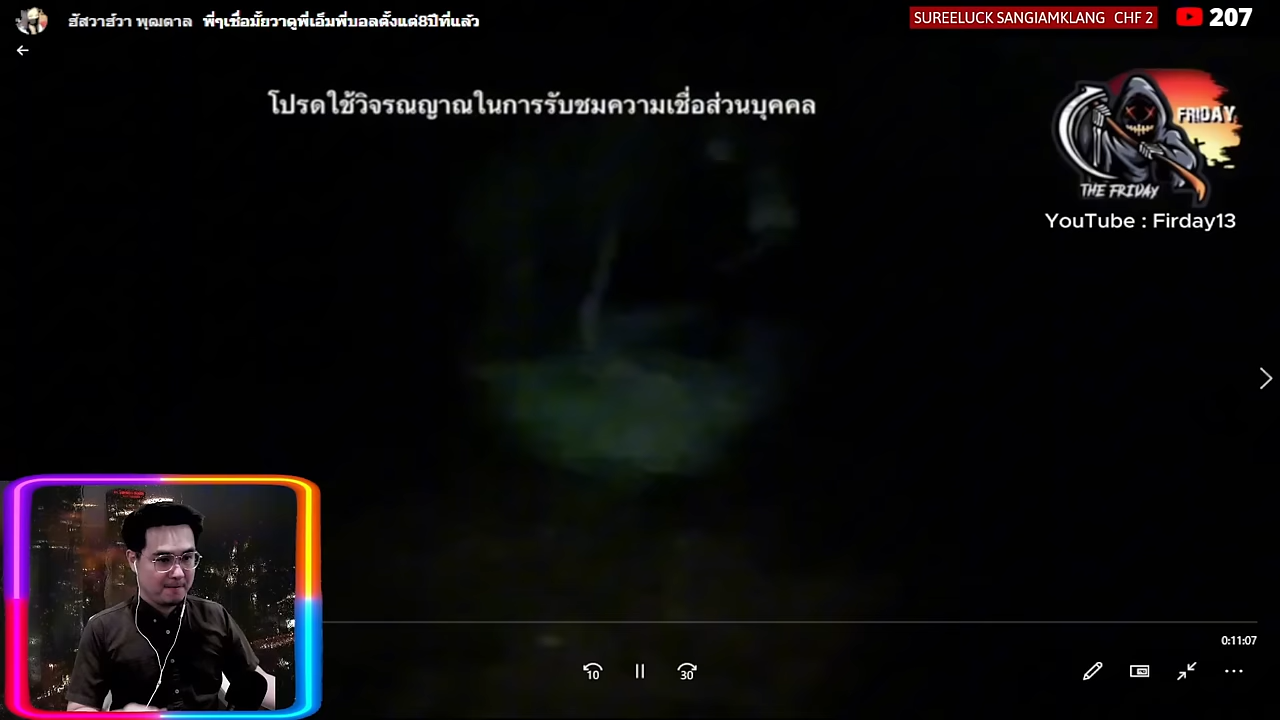 ฮัสวาฮ์วา พุฒดาล พี่ๆเชื่อมั้ยวาดูพี่เอ็มพี่บอลตั้งแต่8ปีที่แล้ว
SUREELUCK SANGIAMKLANG CHF 2
207
โปรดใช้วิจรณญาณในการรับชมความเชื่อส่วนบุคคล
FRIDAY
THE FRIDAY
YouTube : Firday13
0:11:07
10
30